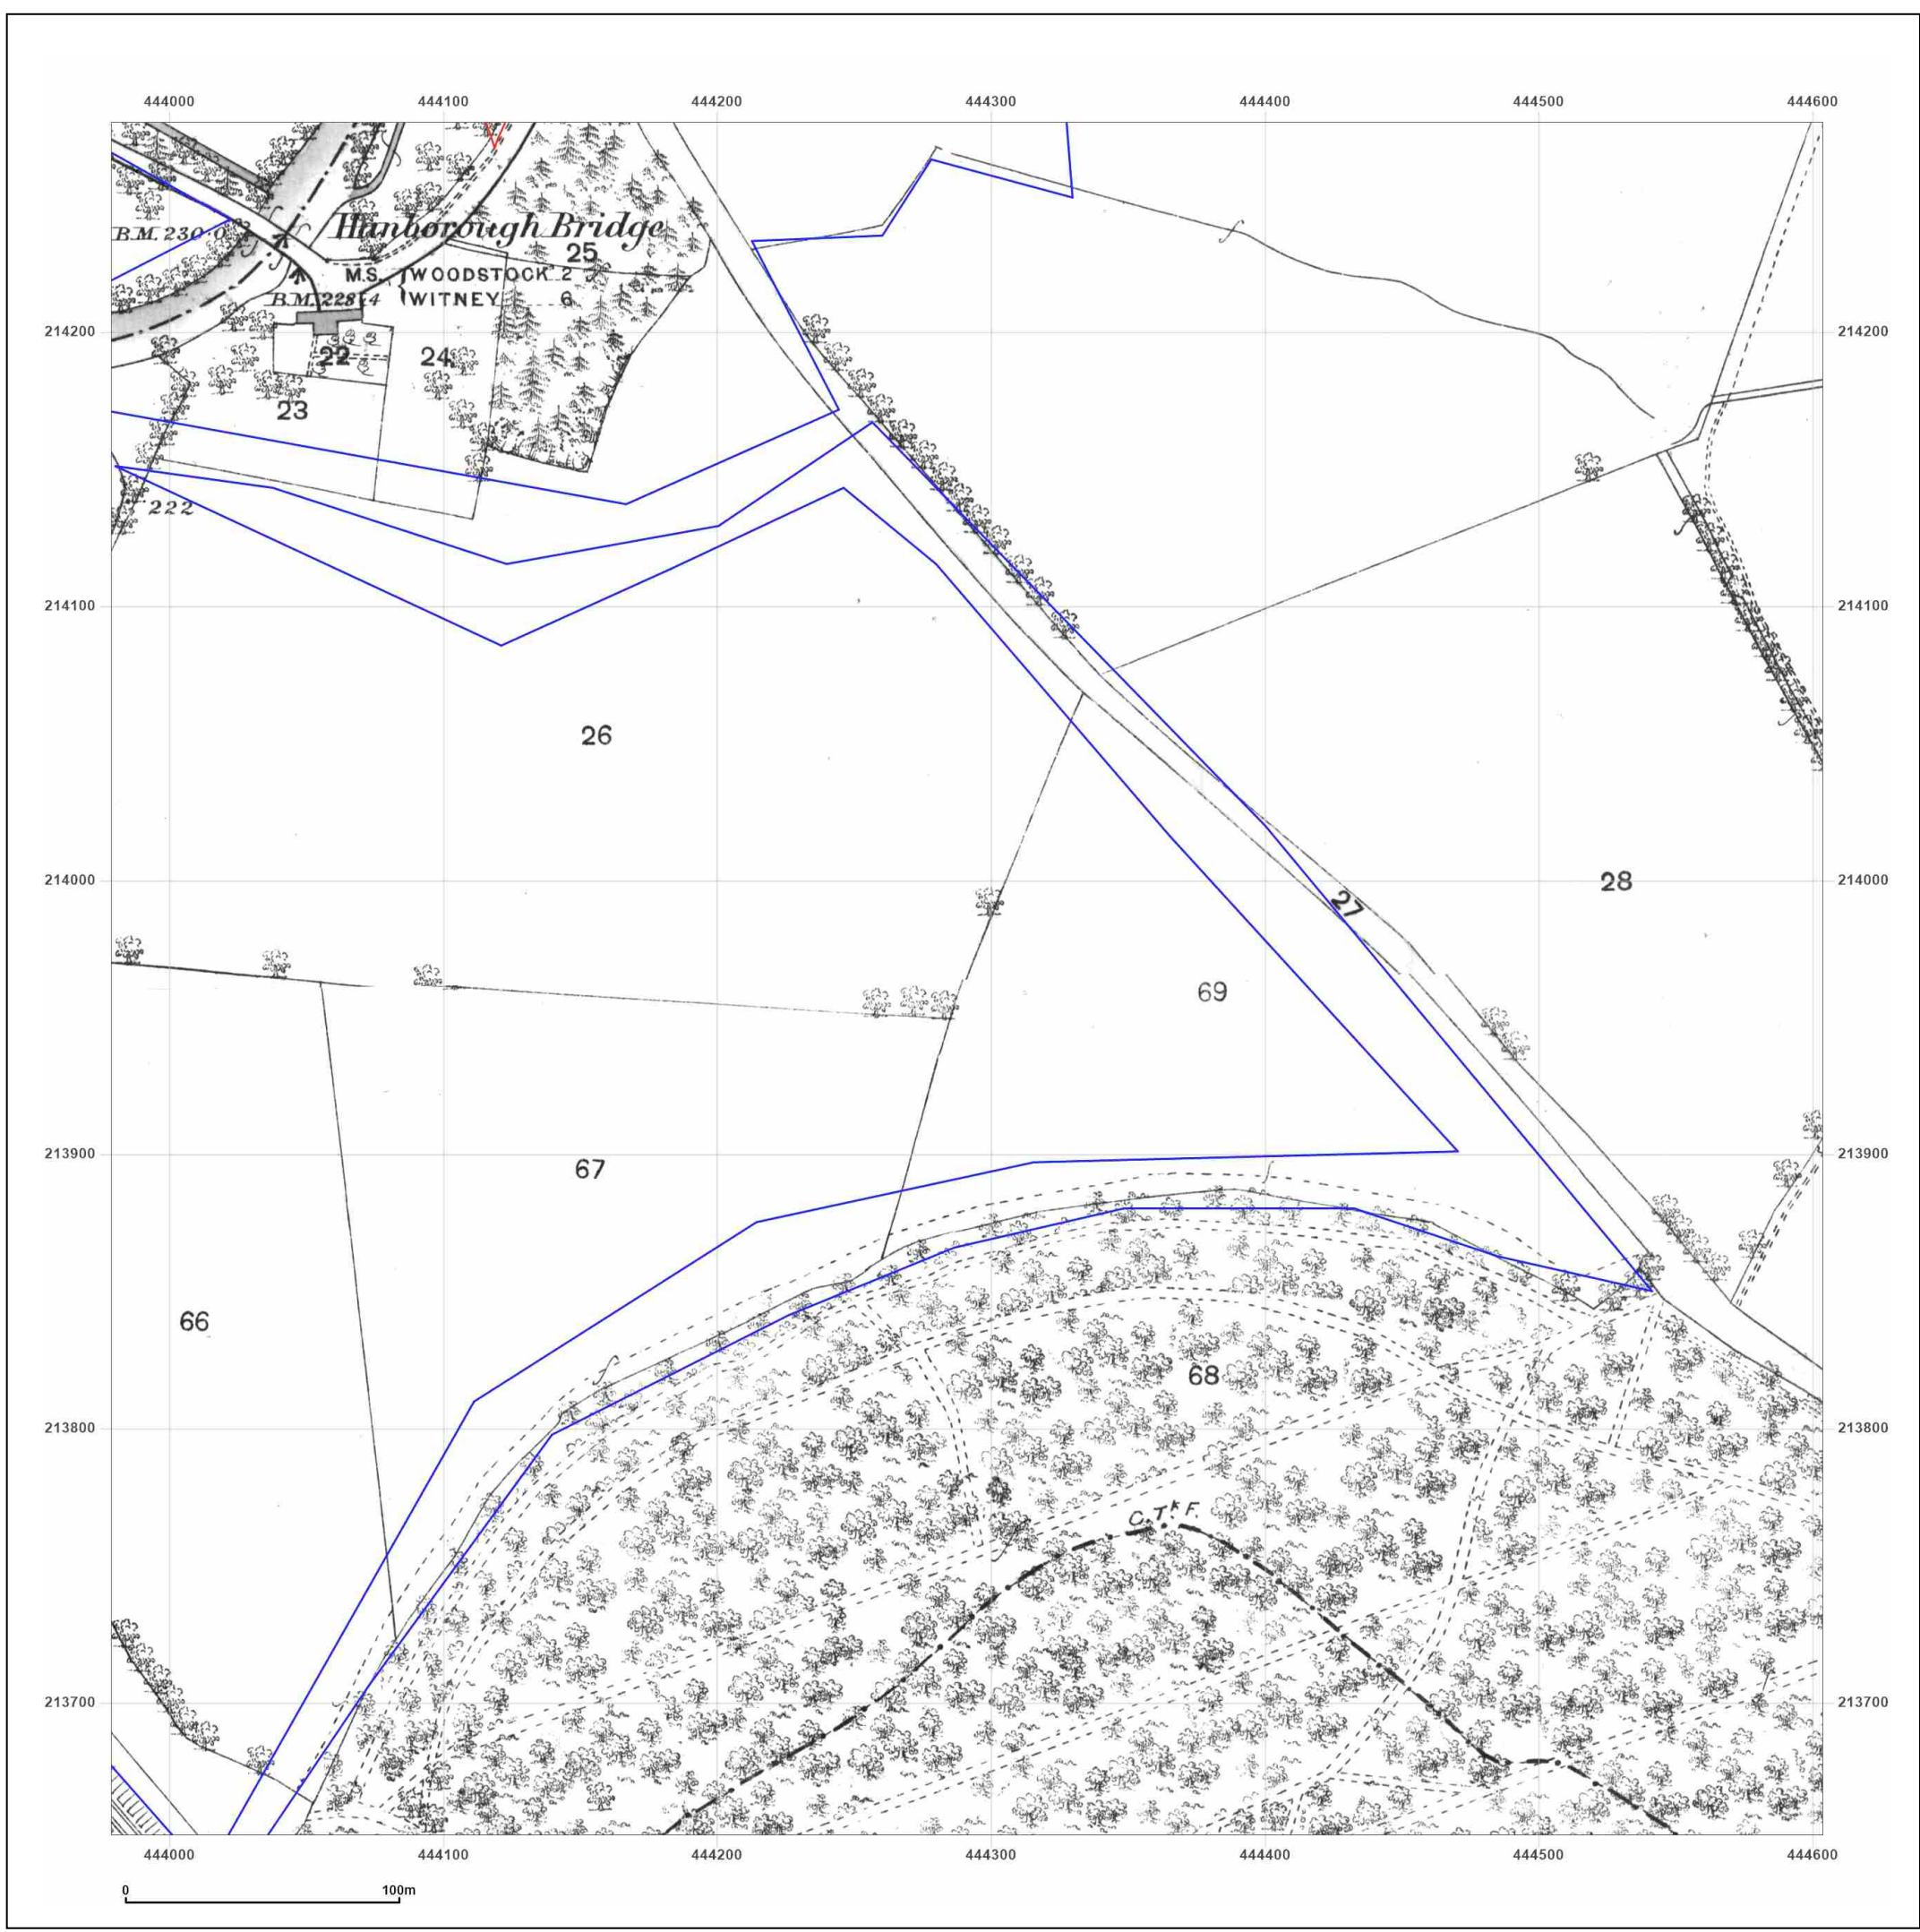 444000 444100 444200 444300 444400 444500 444600
Hanborough Bridge
B.M. 230·0
25
M.S. { WOODSTOCK 2
WITNEY 6
B.M. 228·4
214200 214200
22 24
23
222
214100 214100
26
214000 28 214000
27
69
213900 213900
67
66
68
213800 213800
C.Tk. F.
213700 213700
444000 444100 444200 444300 444400 444500 444600
0 100m